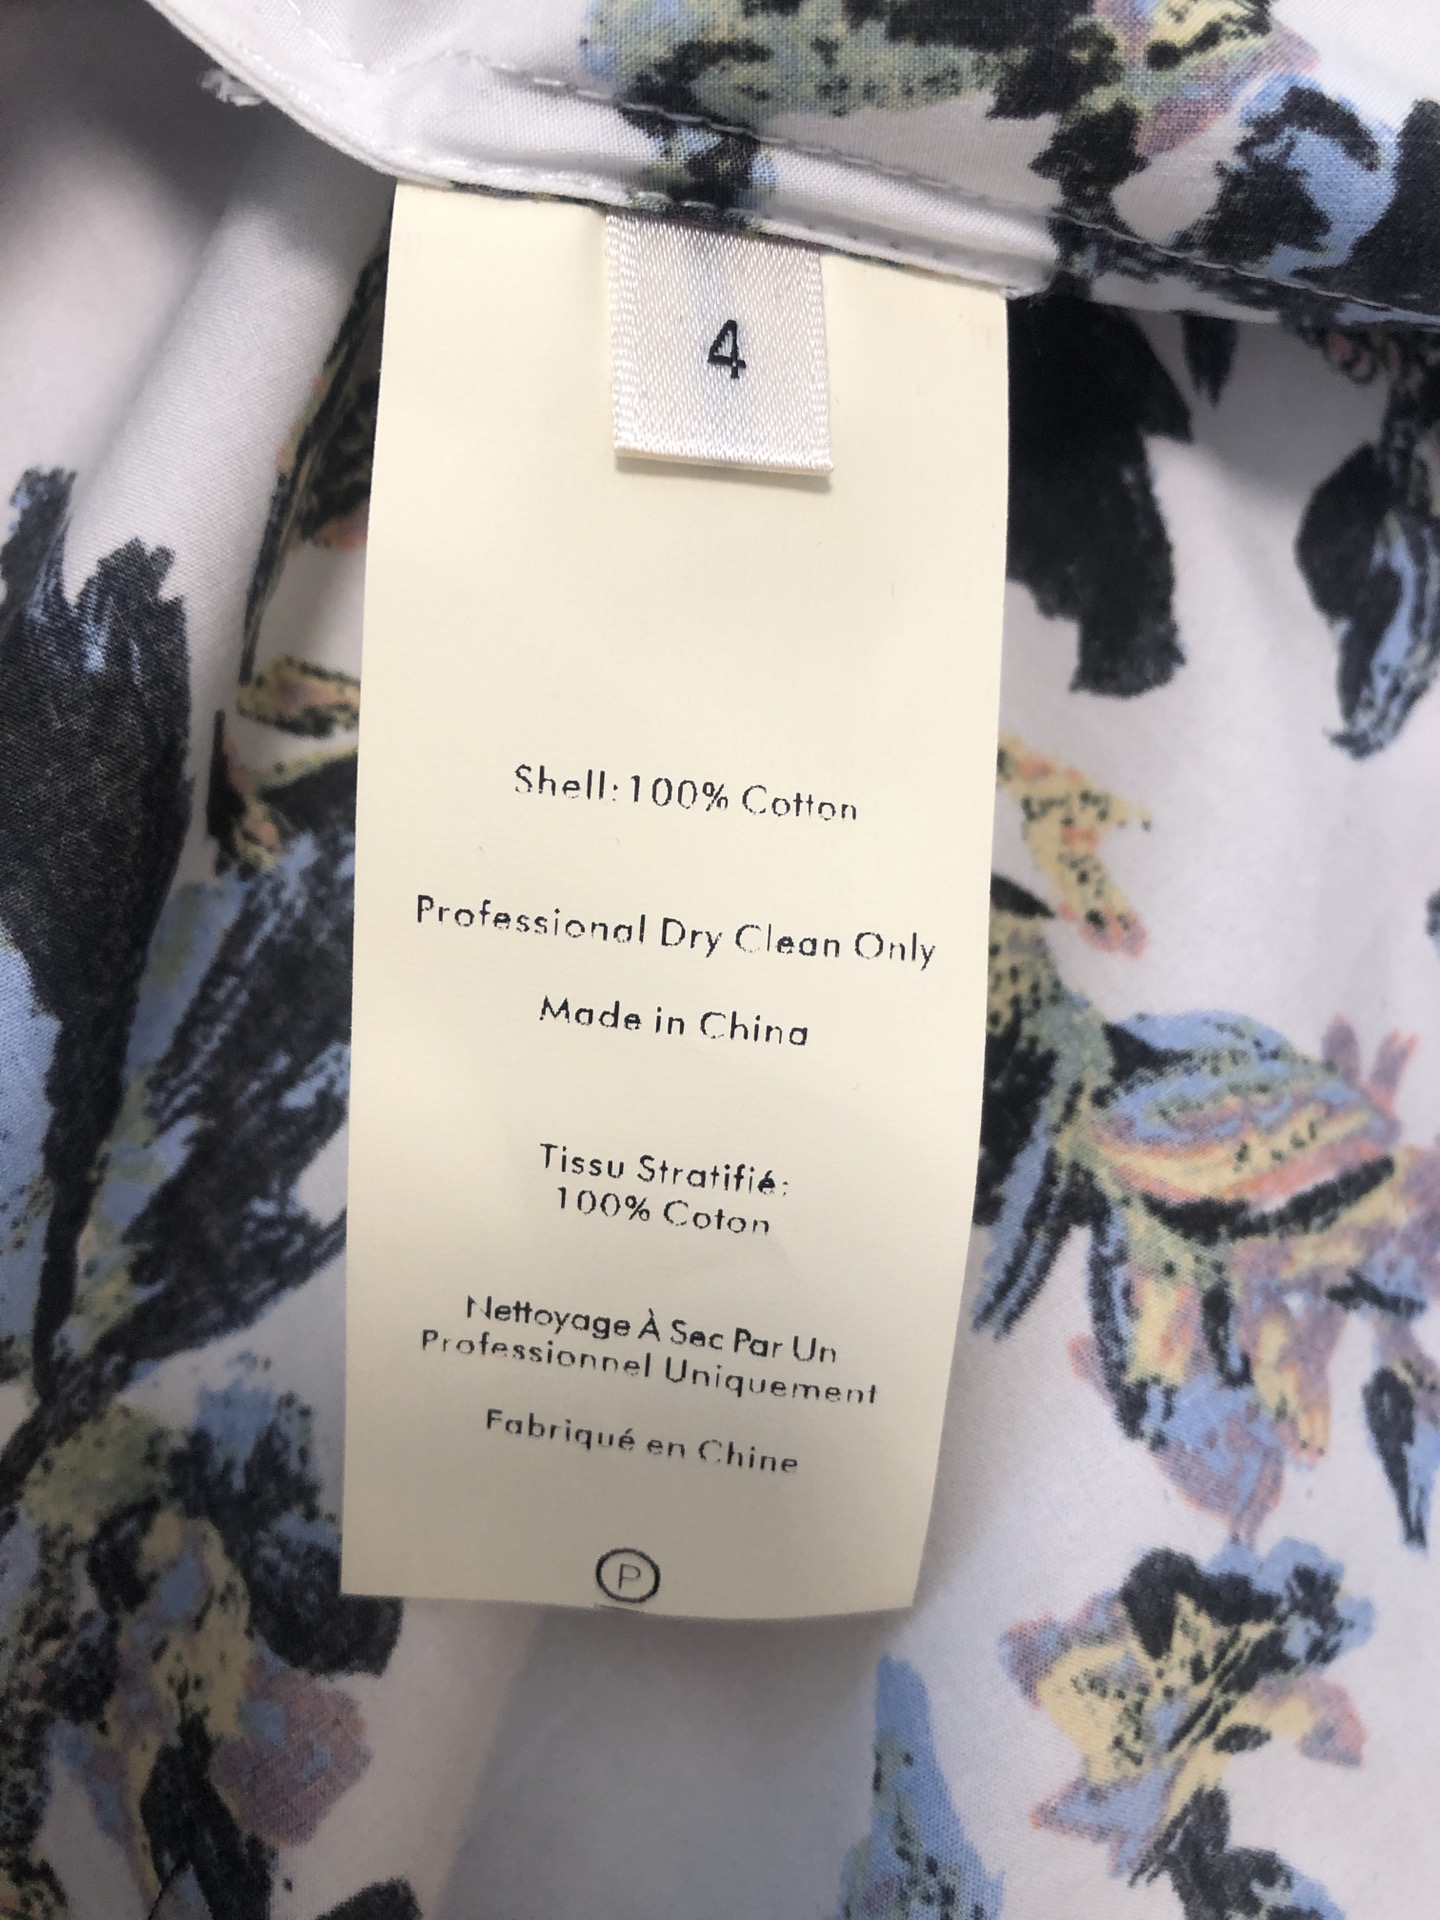 4
Shell: 100% Cotton
Professional Dry Clean Only
Made in China
Tissu Stratifié:
100% Coton
Nettoyage À Sec Par Un
Professionnel Uniquement
Fabriqué en Chine
P